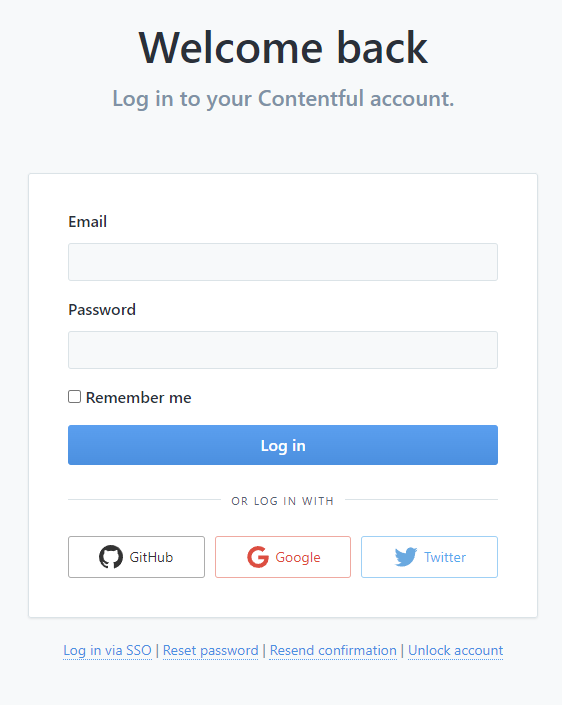 Welcome back
Log in to your Contentful account.
Email
Password
Remember me
Log in
OR LOG IN WITH
GitHub Google Twitter
Log in via SSO | Reset password | Resend confirmation | Unlock account